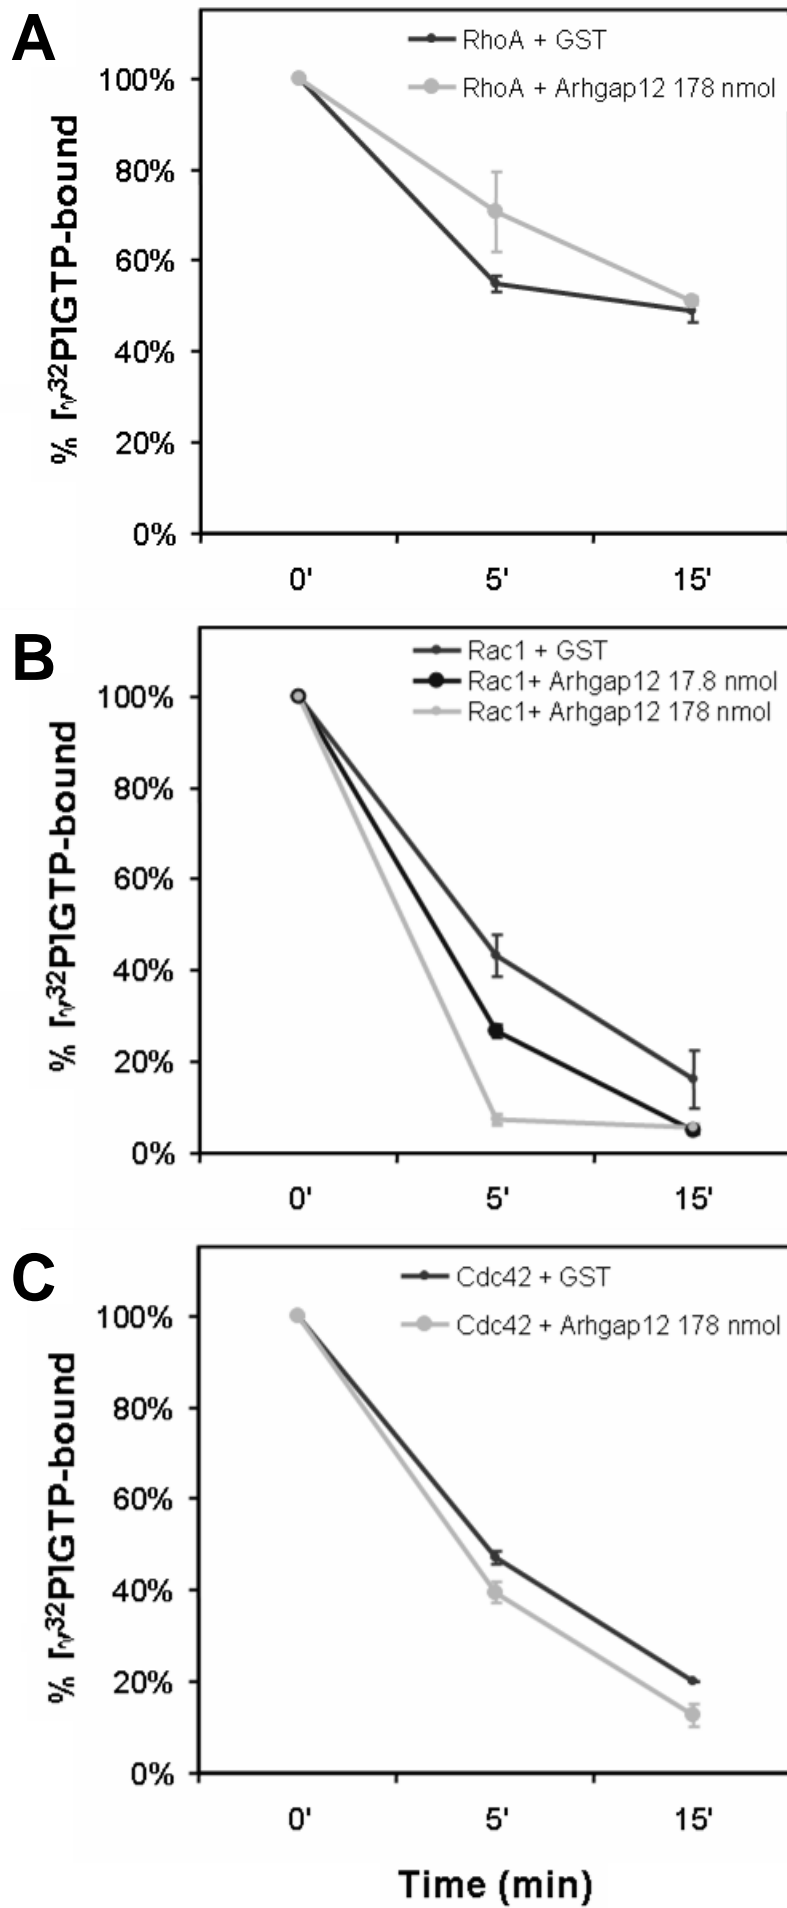 A
RhoA + GST
RhoA + Arhgap12 178 nmol
100%
80%
60%
40%
20%
0%
% [γ32P]GTP-bound
0' 5' 15'
B
Rac1 + GST
Rac1+ Arhgap12 17.8 nmol
Rac1+ Arhgap12 178 nmol
100%
80%
60%
40%
20%
0%
% [γ32P]GTP-bound
0' 5' 15'
C
Cdc42 + GST
Cdc42 + Arhgap12 178 nmol
100%
80%
60%
40%
20%
0%
% [γ32P]GTP-bound
0' 5' 15'
Time (min)